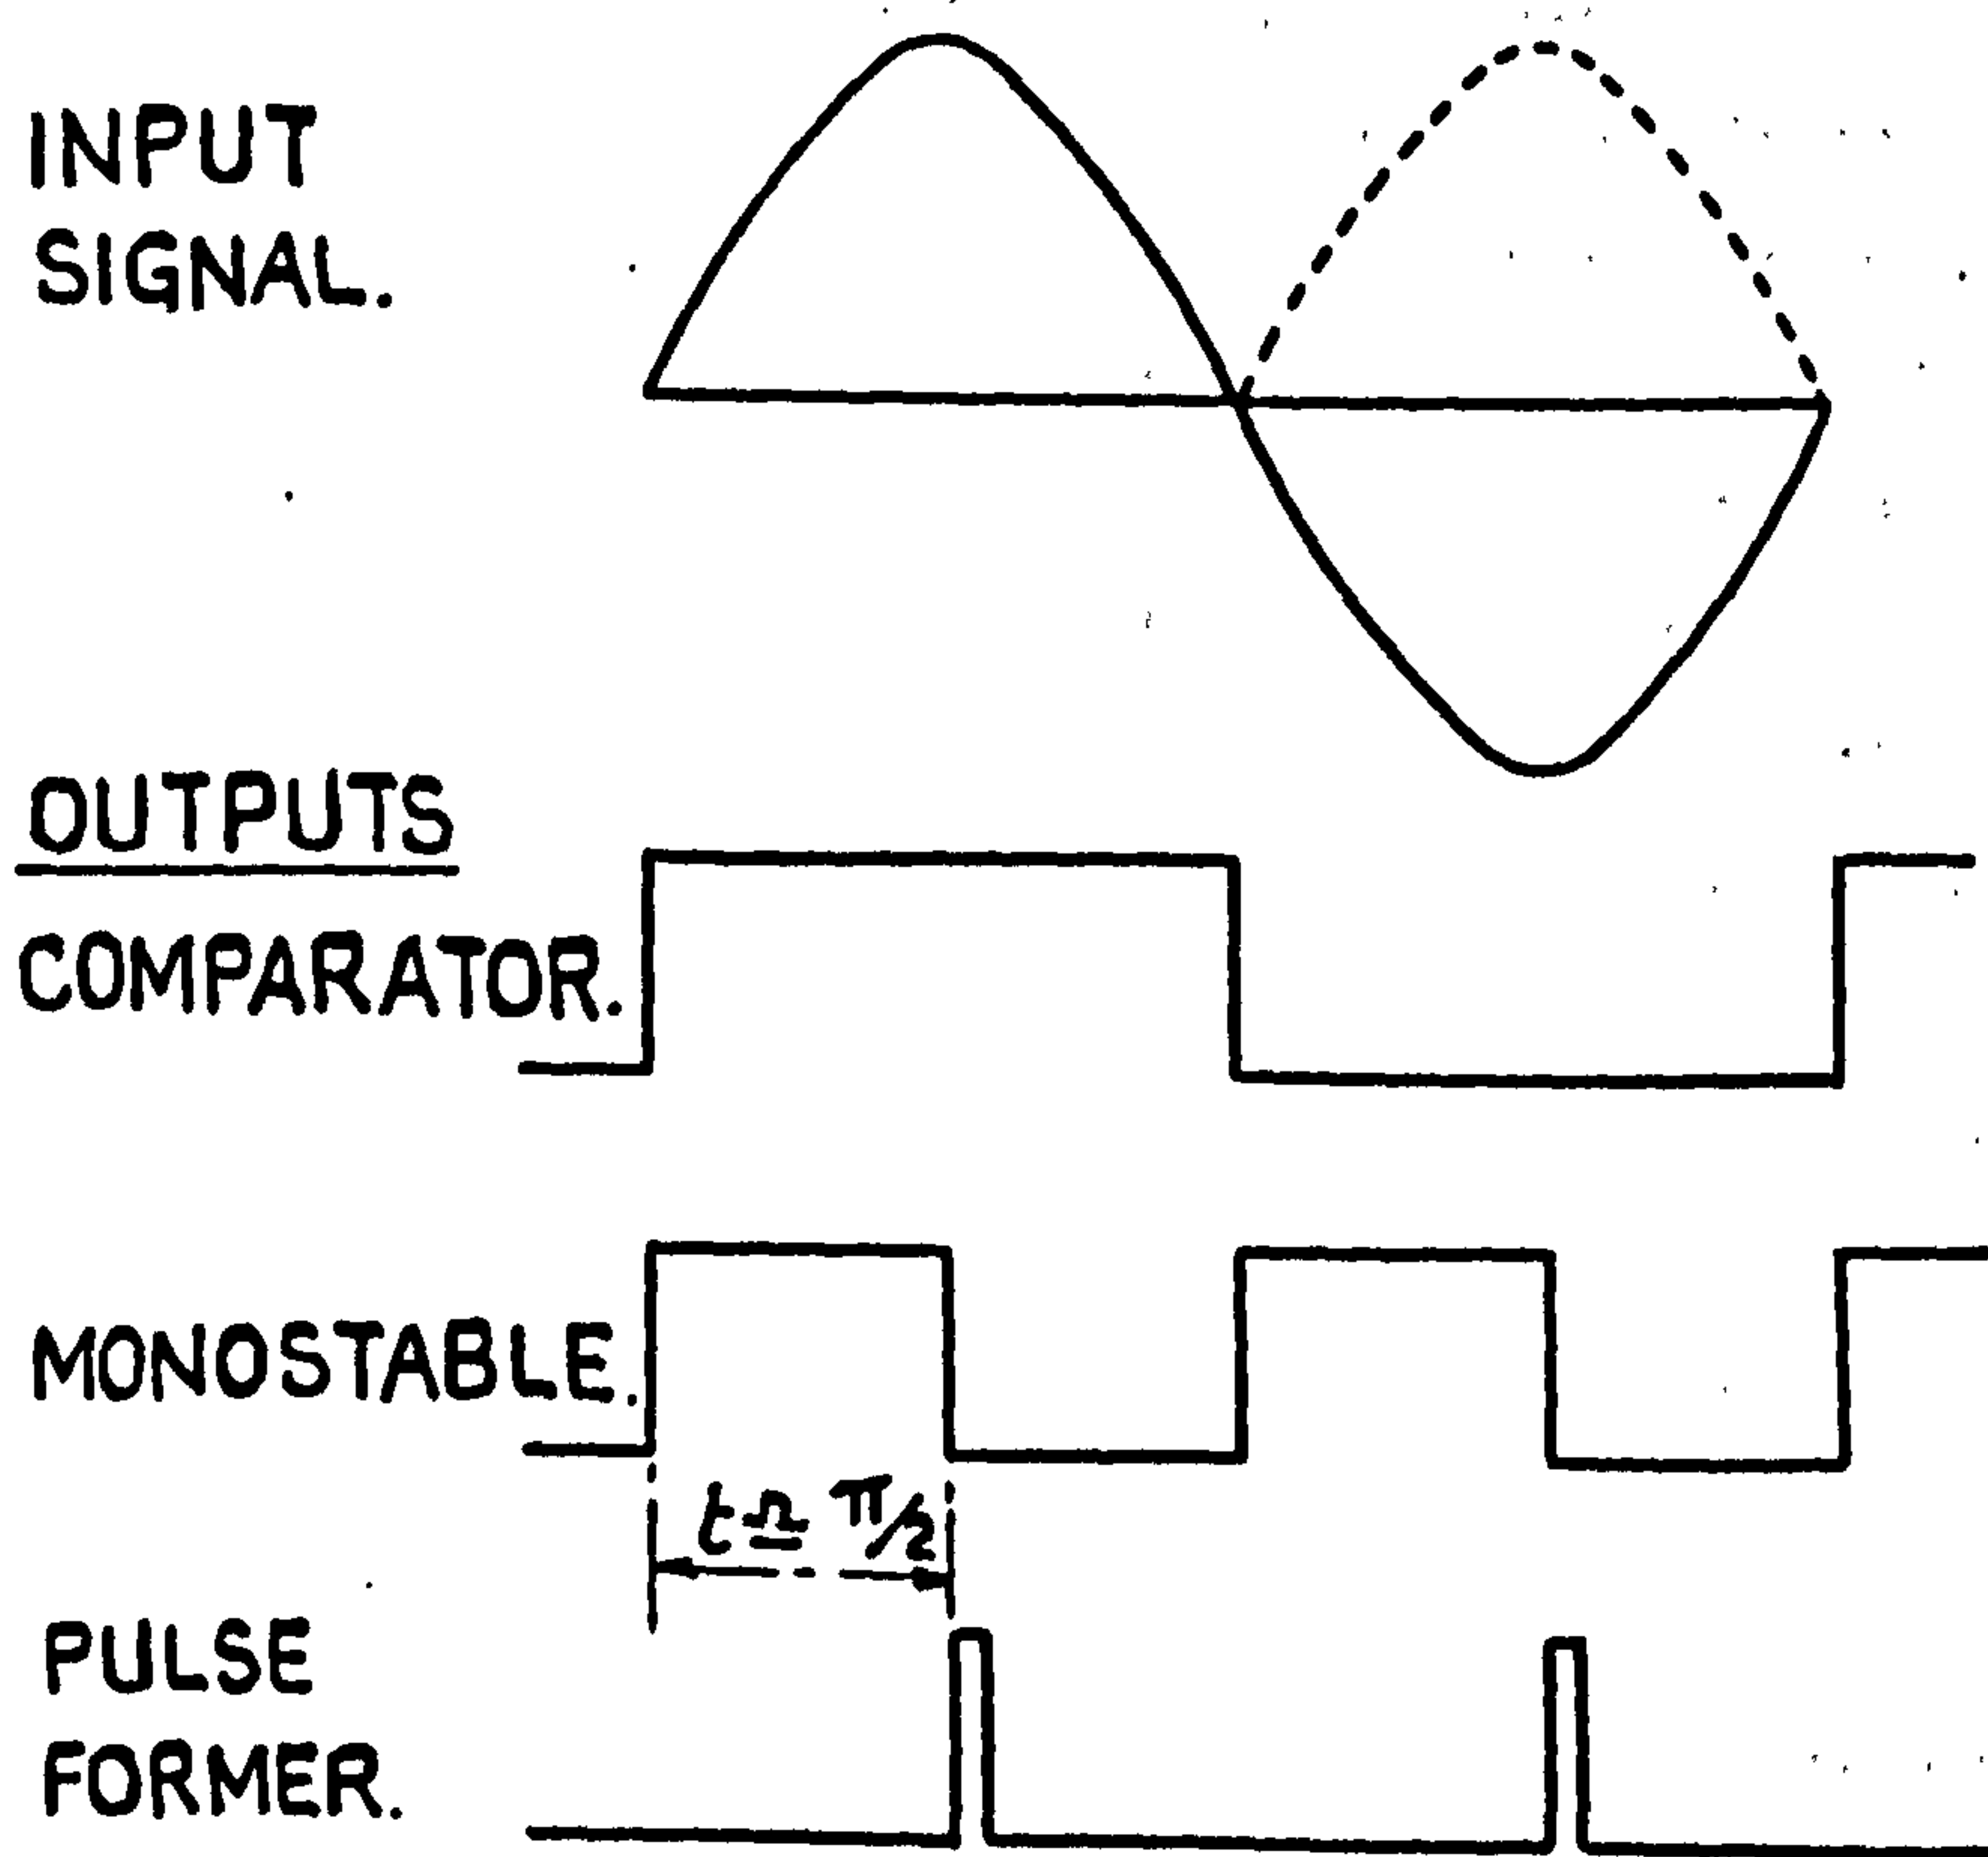 INPUT
SIGNAL.
OUTPUTS
COMPARATOR.
MONOSTABLE.
t ≏ π/2
PULSE
FORMER.